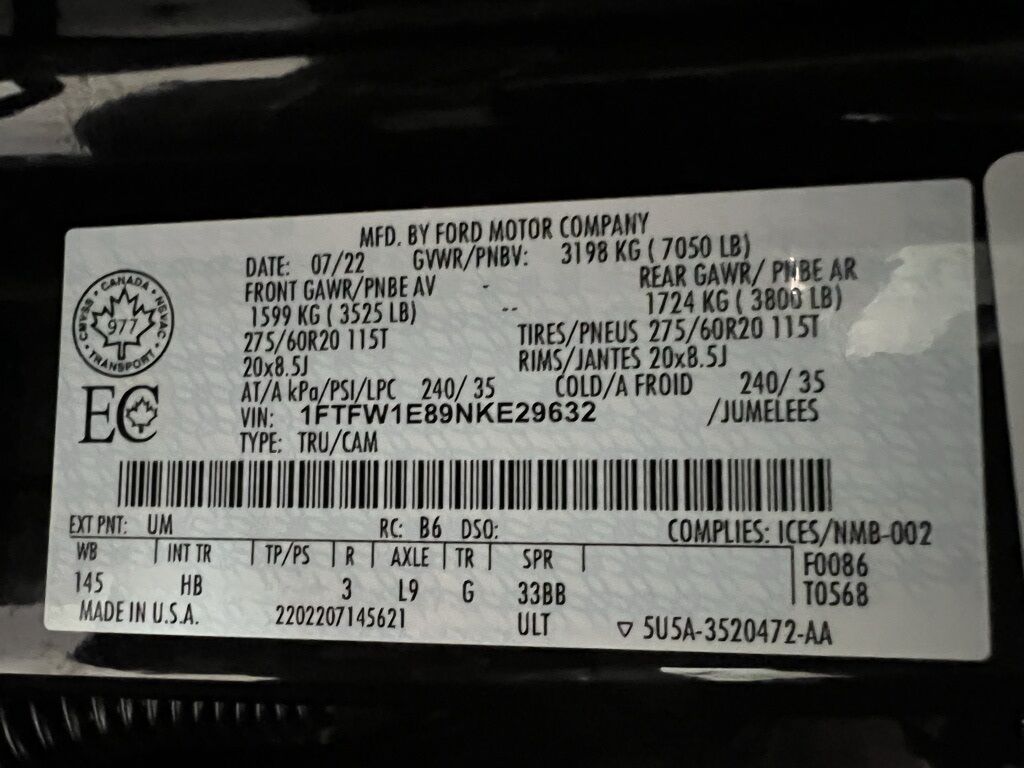 MFD. BY FORD MOTOR COMPANY
DATE: 07/22 GVWR/PNBV: 3198 KG ( 7050 LB)
FRONT GAWR/PNBE AV - REAR GAWR/ PNBE AR
1599 KG ( 3525 LB) -- 1724 KG ( 3800 LB)
275/60R20 115T TIRES/PNEUS 275/60R20 115T
20x8.5J RIMS/JANTES 20x8.5J
AT/A kPa/PSI/LPC 240/ 35 COLD/A FROID 240/ 35
VIN: 1FTFW1E89NKE29632 /JUMELEES
TYPE: TRU/CAM
CANADA
NSVAC
977
CMVSS
TRANSPORT
EC
EXT PNT: UM RC: B6 DSO: COMPLIES: ICES/NMB-002
WB | INT TR | TP/PS | R | AXLE | TR | SPR | F0086
145 HB 3 L9 G 33BB T0568
MADE IN U.S.A. 2202207145621 ULT ▽ 5U5A-3520472-AA